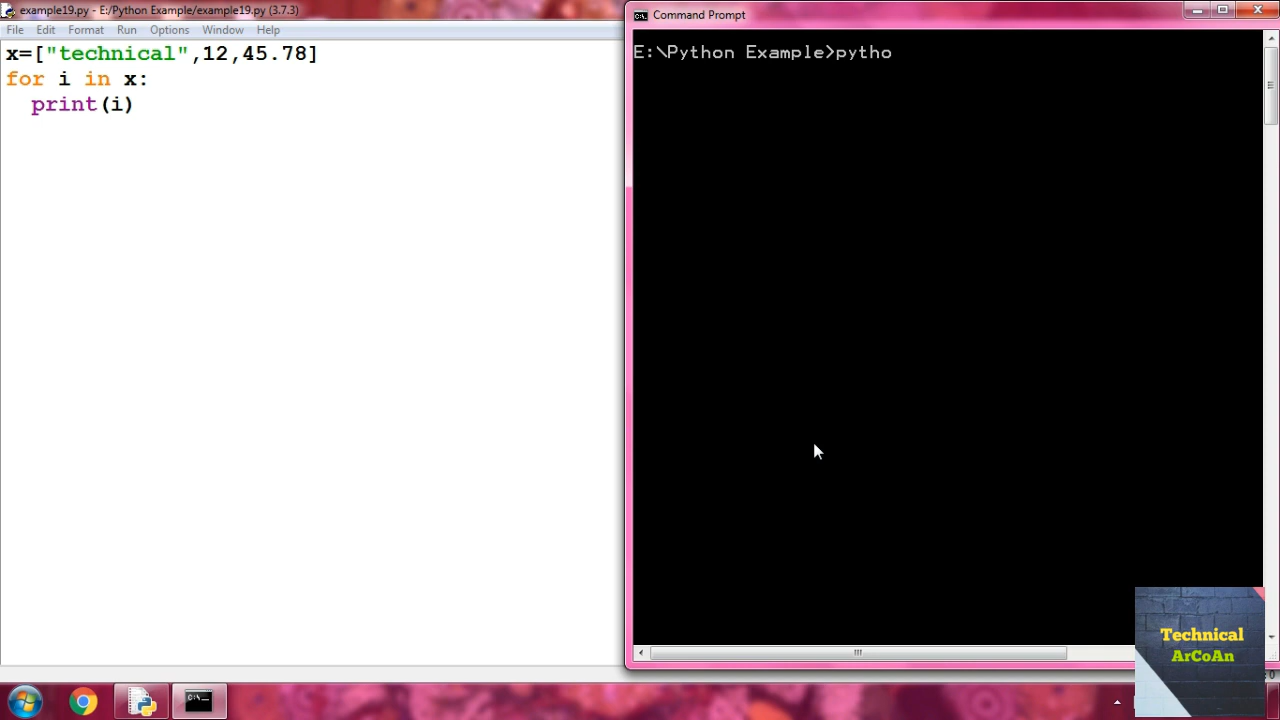 example19.py - E:/Python Example/example19.py (3.7.3)
File Edit Format Run Options Window Help
x=["technical",12,45.78]
for i in x:
  print(i)
Command Prompt
E:\Python Example>pytho
Technical
ArCoAn
: 0